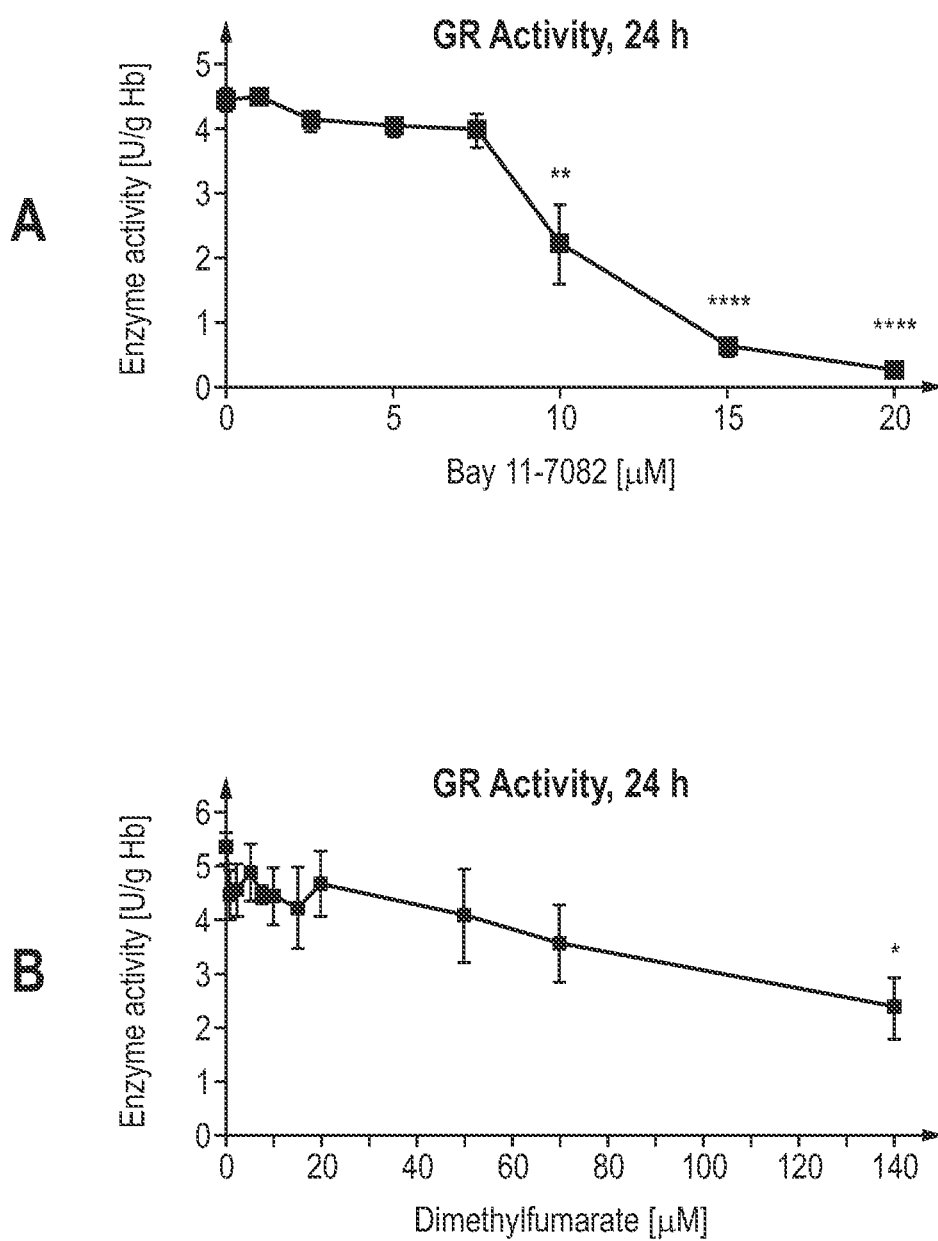 A
GR Activity, 24 h
Enzyme activity [U/g Hb]
5
4
3
2
1
0
**
****
****
0 5 10 15 20
Bay 11-7082 [µM]
B
GR Activity, 24 h
Enzyme activity [U/g Hb]
6
5
4
3
2
1
0
*
0 20 40 60 80 100 120 140
Dimethylfumarate [µM]